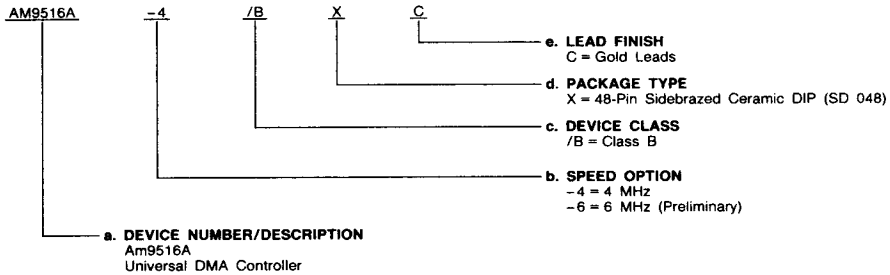 AM9516A -4 /B X C
e. LEAD FINISH
C = Gold Leads
d. PACKAGE TYPE
X = 48-Pin Sidebrazed Ceramic DIP (SD 048)
c. DEVICE CLASS
/B = Class B
b. SPEED OPTION
-4 = 4 MHz
-6 = 6 MHz (Preliminary)
a. DEVICE NUMBER/DESCRIPTION
Am9516A
Universal DMA Controller